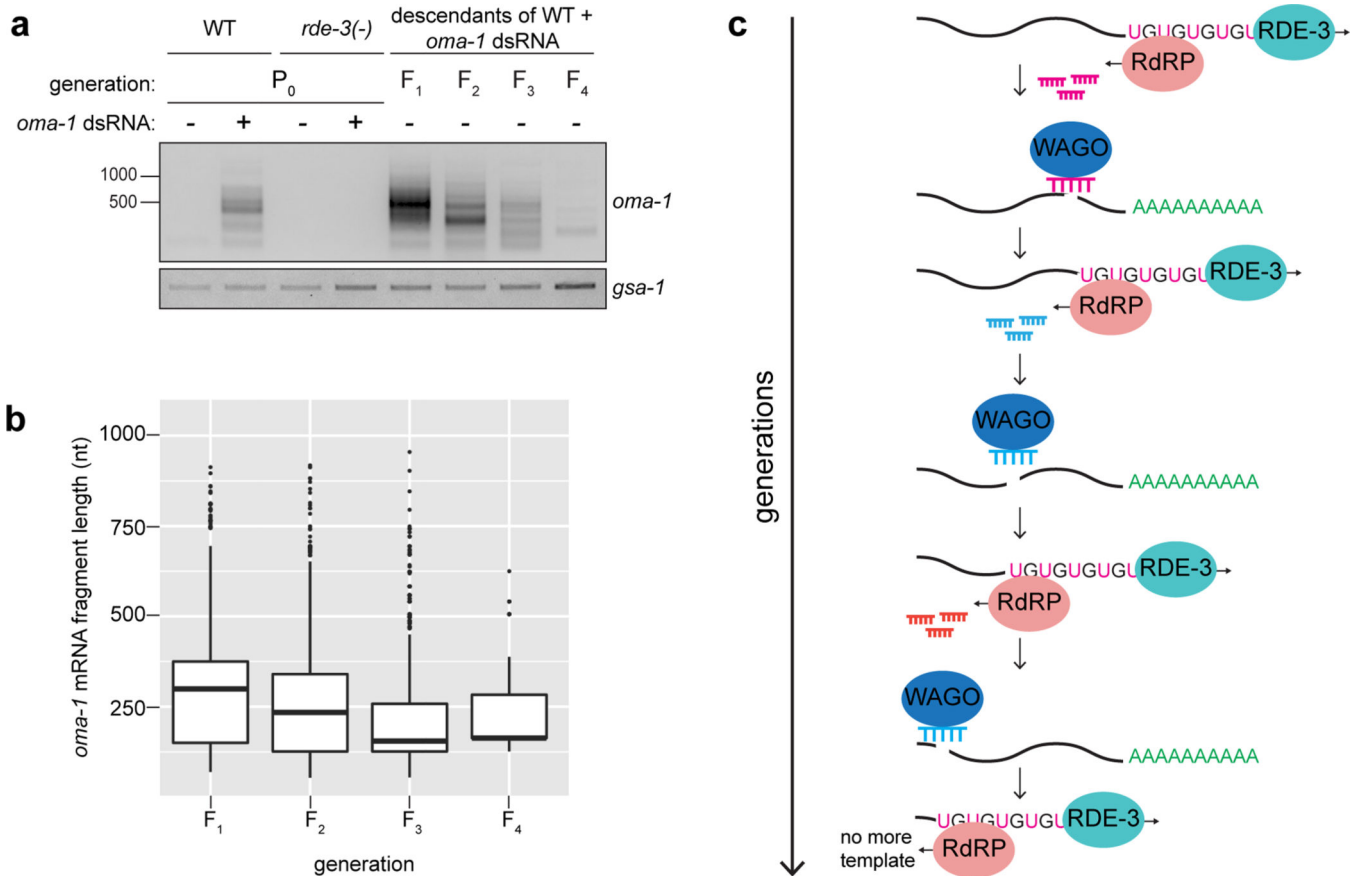 a
WT
rde-3(-)
descendants of WT +
oma-1 dsRNA
generation:
P0
F1
F2
F3
F4
oma-1 dsRNA:
-
+
-
+
-
-
-
-
1000
500
oma-1
gsa-1
b
oma-1 mRNA fragment length (nt)
1000
750
500
250
F1
F2
F3
F4
generation
c
generations
UGUGUGUGU
RDE-3
RdRP
WAGO
AAAAAAAAAA
UGUGUGUGU
RDE-3
RdRP
WAGO
AAAAAAAAAA
UGUGUGUGU
RDE-3
RdRP
WAGO
AAAAAAAAAA
UGUGUGUGU
RDE-3
RdRP
no more
template